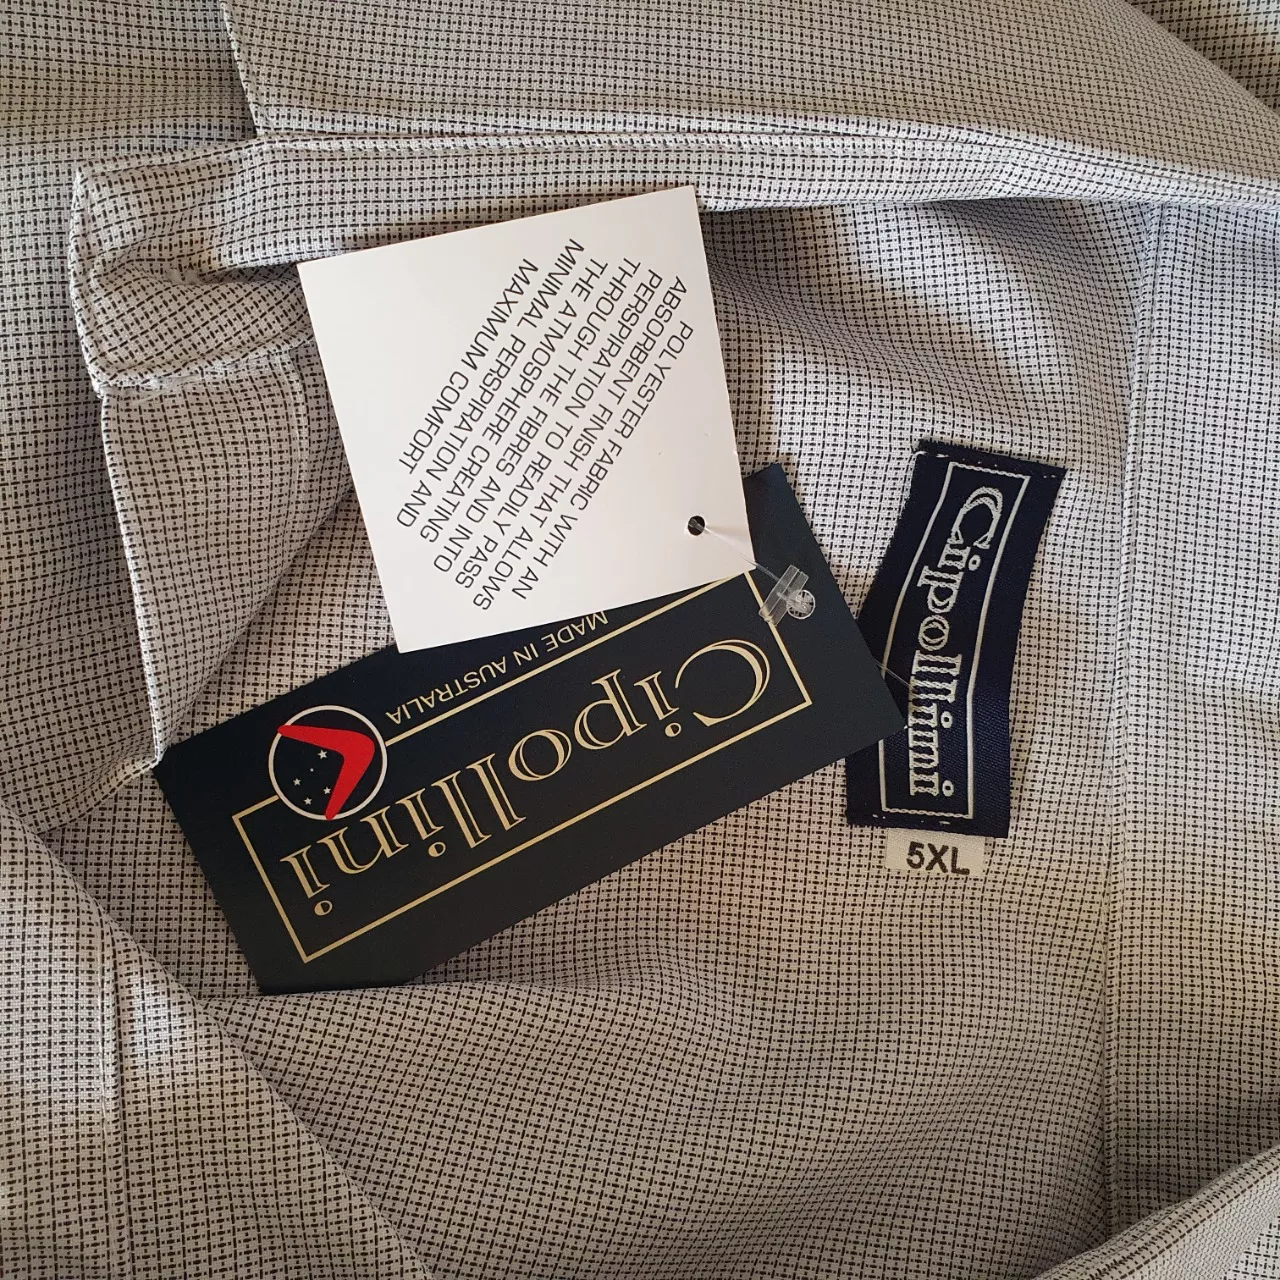 POLYESTER FABRIC WITH AN
ABSORBENT FINISH THAT ALLOWS
PERSPIRATION TO READILY PASS
THROUGH THE FIBRES AND INTO
THE ATMOSPHERE CREATING
MINIMAL PERSPIRATION AND
MAXIMUM COMFORT
Cipollini
MADE IN AUSTRALIA
Cipollini
5XL